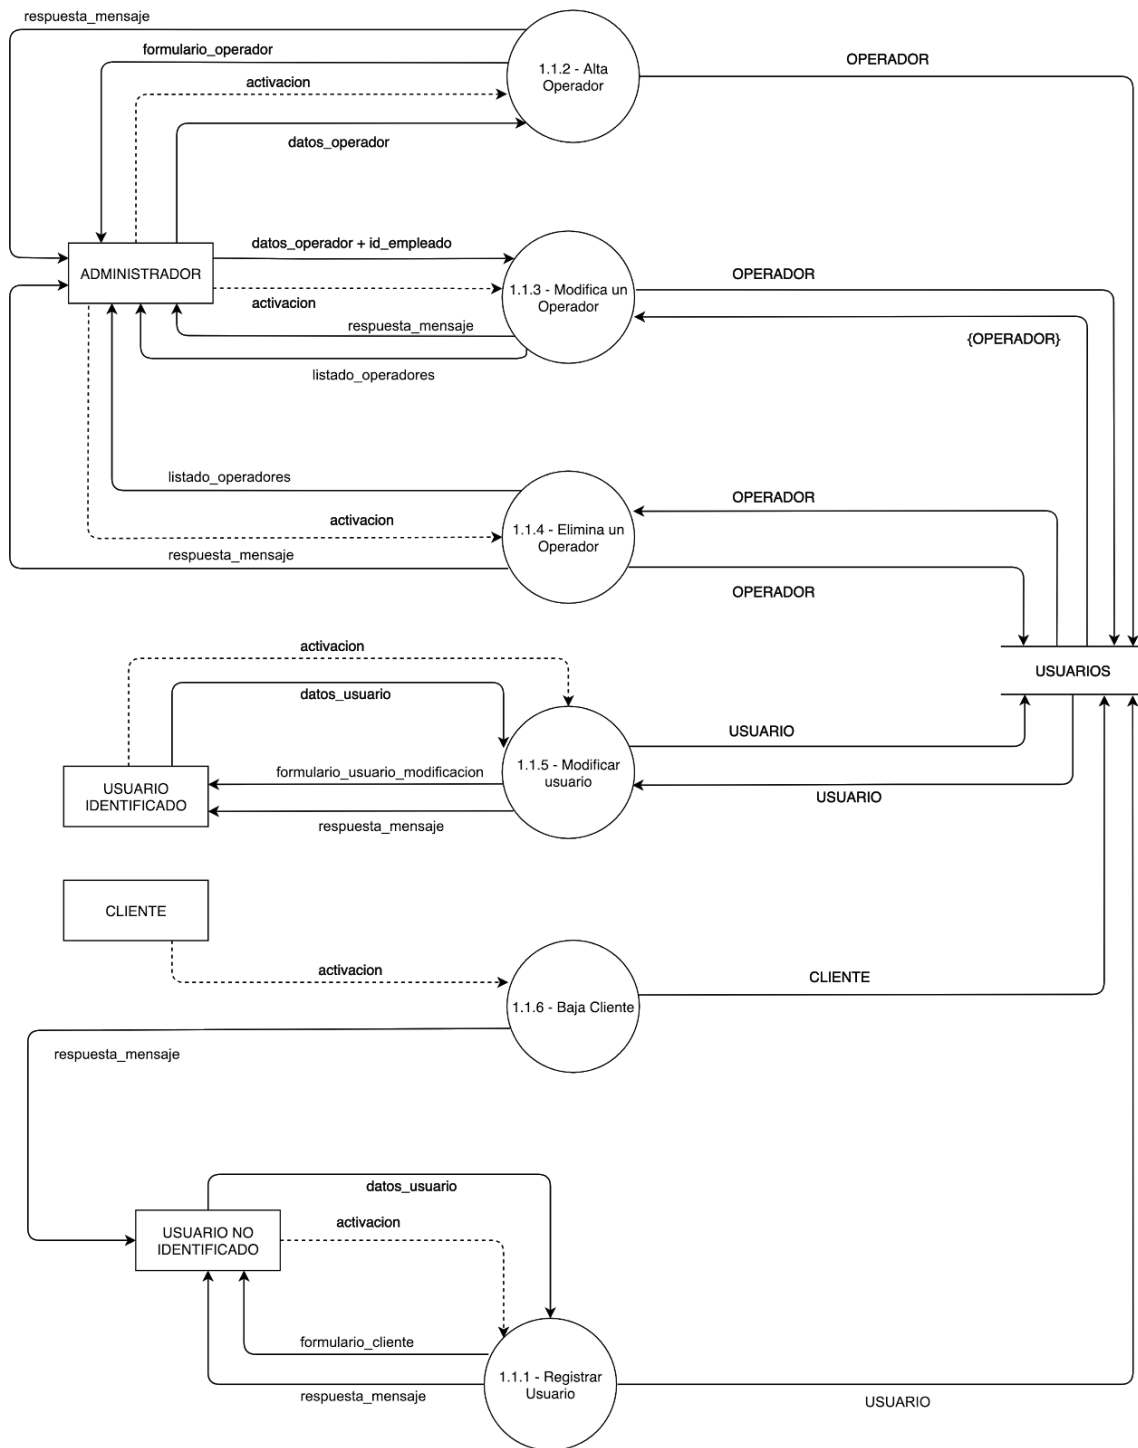 respuesta_mensaje
formulario_operador
activacion
datos_operador
1.1.2 - Alta
Operador
OPERADOR
ADMINISTRADOR
datos_operador + id_empleado
activacion
respuesta_mensaje
listado_operadores
1.1.3 - Modifica un
Operador
OPERADOR
{OPERADOR}
listado_operadores
activacion
respuesta_mensaje
1.1.4 - Elimina un
Operador
OPERADOR
OPERADOR
USUARIOS
activacion
datos_usuario
USUARIO
IDENTIFICADO
formulario_usuario_modificacion
respuesta_mensaje
1.1.5 - Modificar
usuario
USUARIO
USUARIO
CLIENTE
activacion
1.1.6 - Baja Cliente
CLIENTE
respuesta_mensaje
datos_usuario
activacion
USUARIO NO
IDENTIFICADO
formulario_cliente
respuesta_mensaje
1.1.1 - Registrar
Usuario
USUARIO